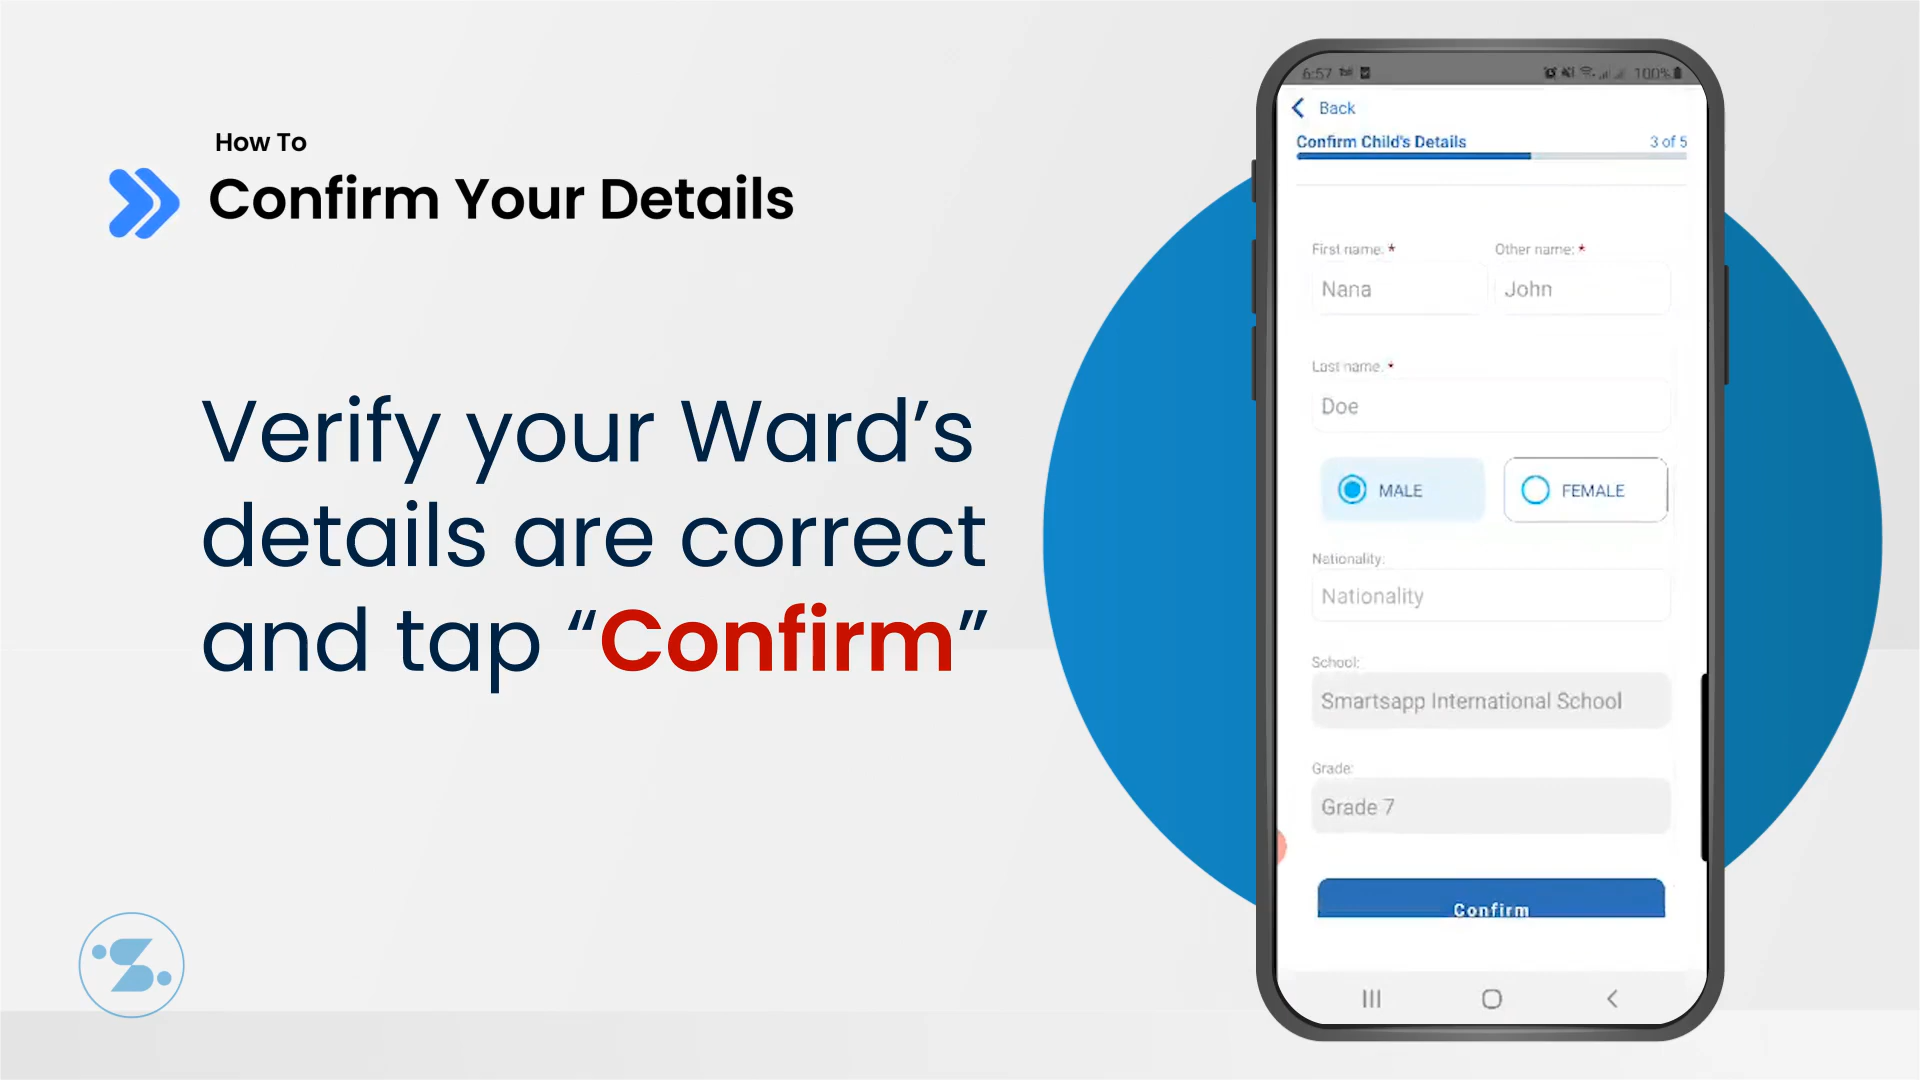 How To
Confirm Your Details
Verify your Ward’s
details are correct
and tap “Confirm”
6:57 100%
Back
Confirm Child's Details 3 of 5
First name: * Other name: *
Nana John
Last name: *
Doe
MALE FEMALE
Nationality:
Nationality
School:
Smartsapp International School
Grade:
Grade 7
Confirm